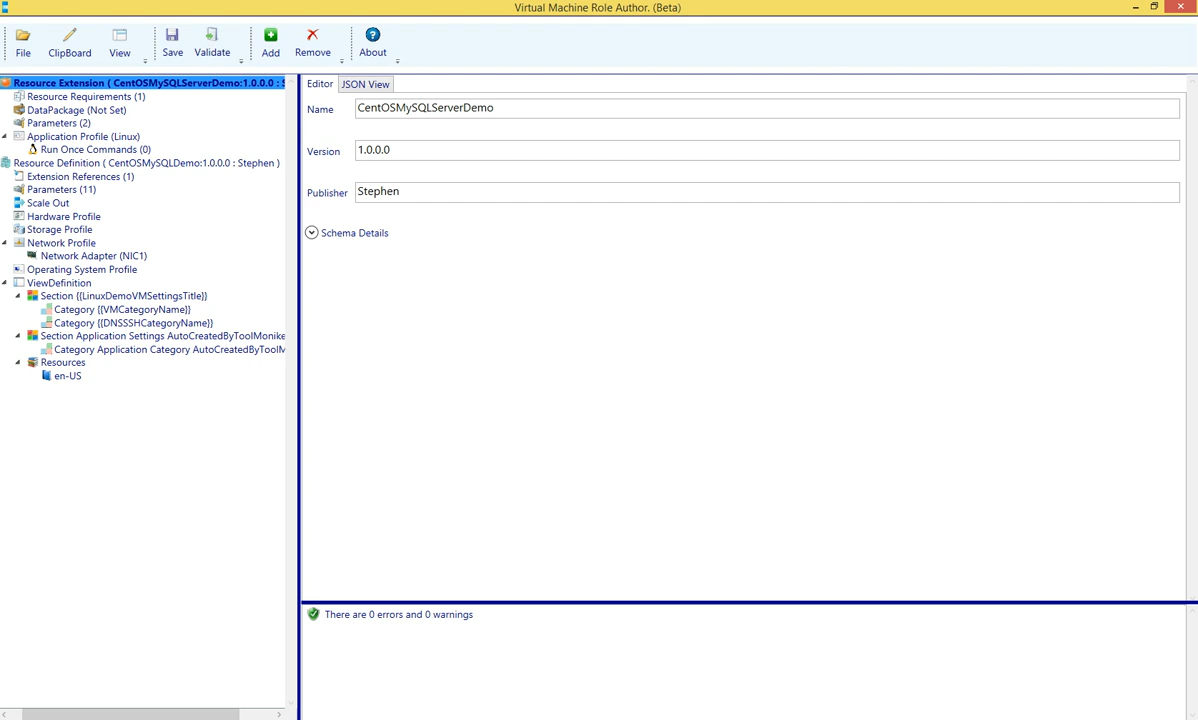 Virtual Machine Role Author. (Beta)
File
ClipBoard
View
Save
Validate
Add
Remove
About
Resource Extension ( CentOSMySQLServerDemo:1.0.0.0 :
Resource Requirements (1)
DataPackage (Not Set)
Parameters (2)
Application Profile (Linux)
Run Once Commands (0)
Resource Definition ( CentOSMySQLDemo:1.0.0.0 : Stephen )
Extension References (1)
Parameters (11)
Scale Out
Hardware Profile
Storage Profile
Network Profile
Network Adapter (NIC1)
Operating System Profile
ViewDefinition
Section {{LinuxDemoVMSettingsTitle}}
Category {{VMCategoryName}}
Category {{DNSSSHCategoryName}}
Section Application Settings AutoCreatedByToolMonike
Category Application Category AutoCreatedByToolM
Resources
en-US
Editor
JSON View
Name
CentOSMySQLServerDemo
Version
1.0.0.0
Publisher
Stephen
Schema Details
There are 0 errors and 0 warnings